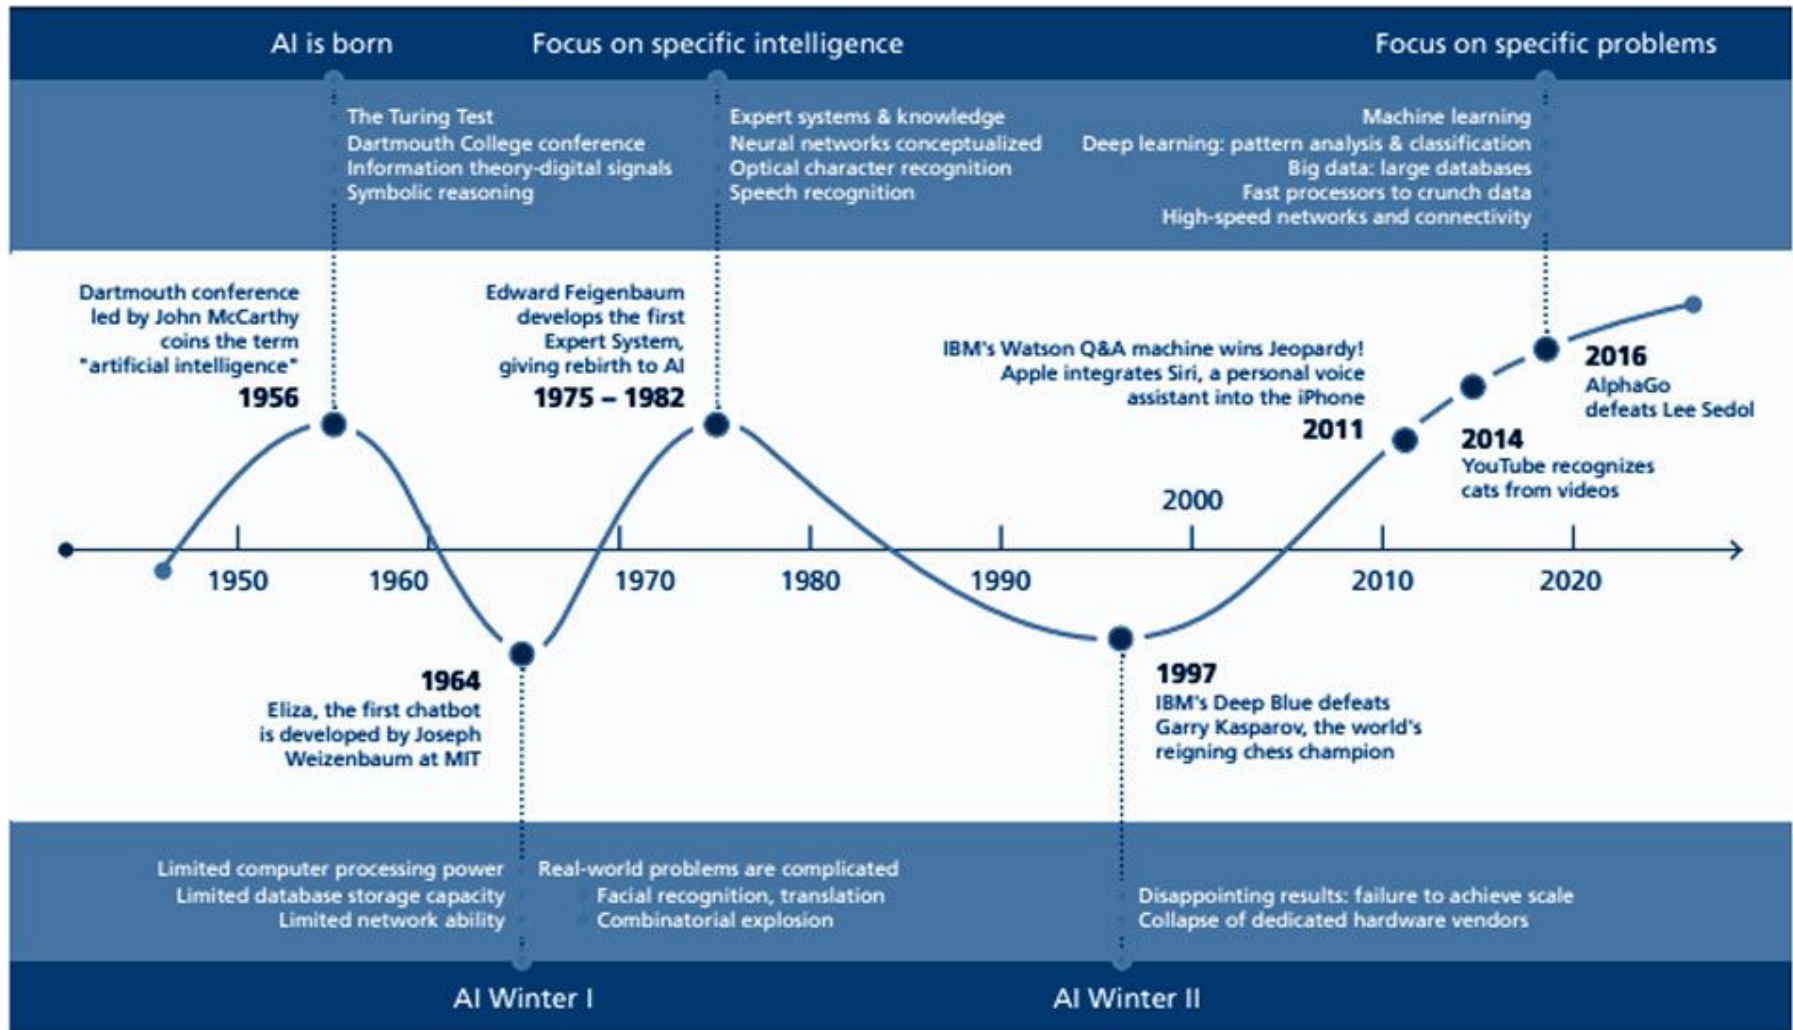 AI is born
Focus on specific intelligence
Focus on specific problems
The Turing Test
Dartmouth College conference
Information theory-digital signals
Symbolic reasoning
Expert systems & knowledge
Neural networks conceptualized
Optical character recognition
Speech recognition
Machine learning
Deep learning: pattern analysis & classification
Big data: large databases
Fast processors to crunch data
High-speed networks and connectivity
Dartmouth conference
led by John McCarthy
coins the term
"artificial intelligence"
1956
Edward Feigenbaum
develops the first
Expert System,
giving rebirth to AI
1975 – 1982
IBM's Watson Q&A machine wins Jeopardy!
Apple integrates Siri, a personal voice
assistant into the iPhone
2011
2016
AlphaGo
defeats Lee Sedol
2014
YouTube recognizes
cats from videos
2000
1950
1960
1970
1980
1990
2010
2020
1964
Eliza, the first chatbot
is developed by Joseph
Weizenbaum at MIT
1997
IBM's Deep Blue defeats
Garry Kasparov, the world's
reigning chess champion
Limited computer processing power
Limited database storage capacity
Limited network ability
Real-world problems are complicated
Facial recognition, translation
Combinatorial explosion
Disappointing results: failure to achieve scale
Collapse of dedicated hardware vendors
AI Winter I
AI Winter II